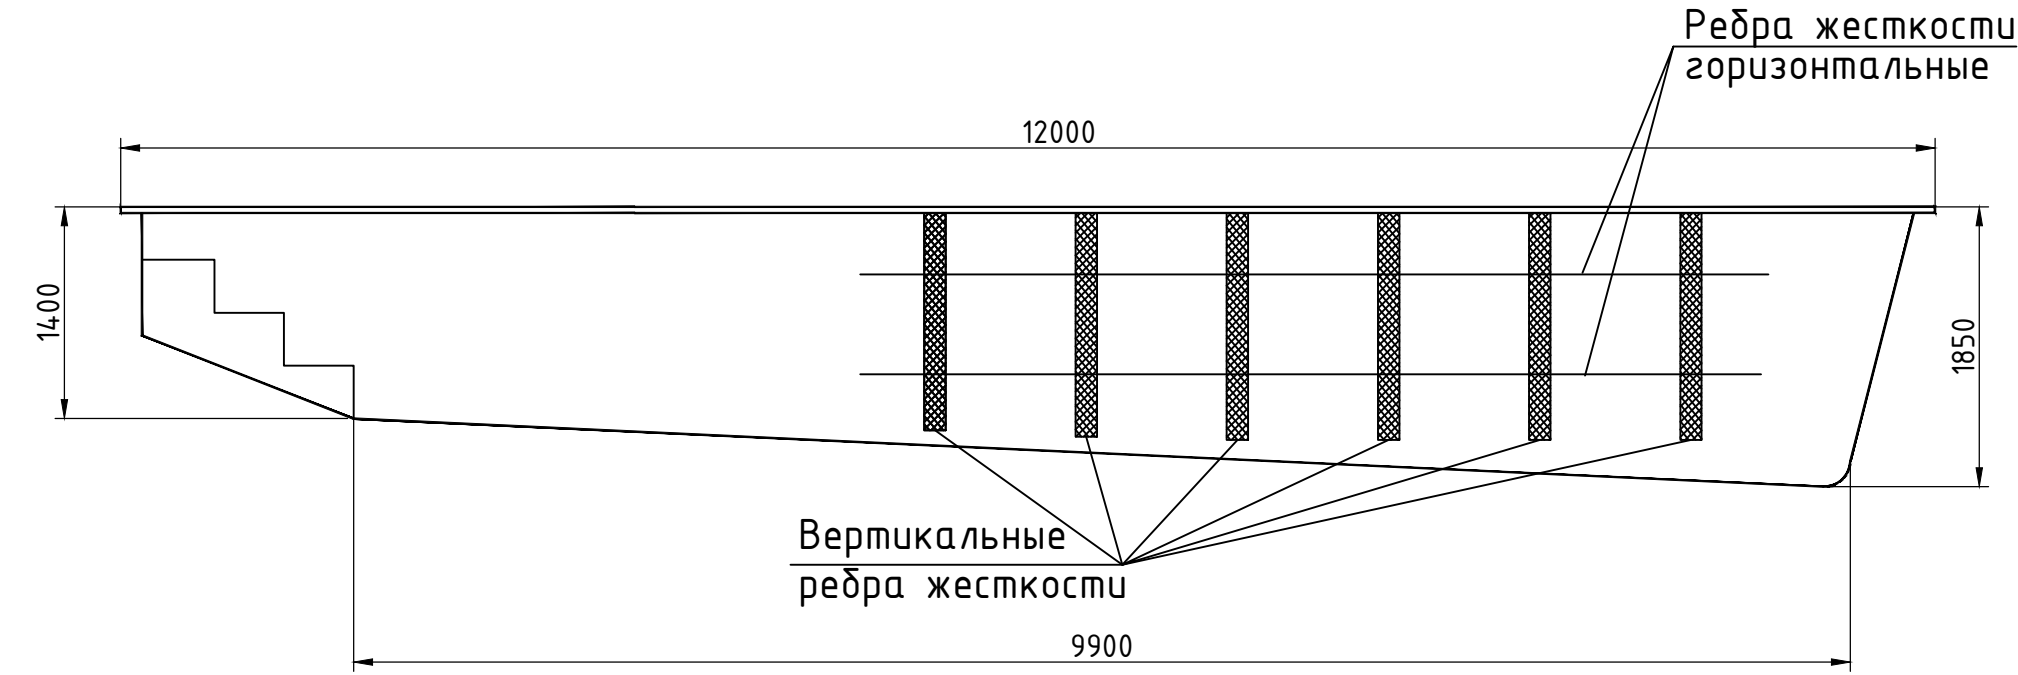 Ребра жесткости
горизонтальные
12000
1400
1850
Вертикальные
ребра жесткости
9900